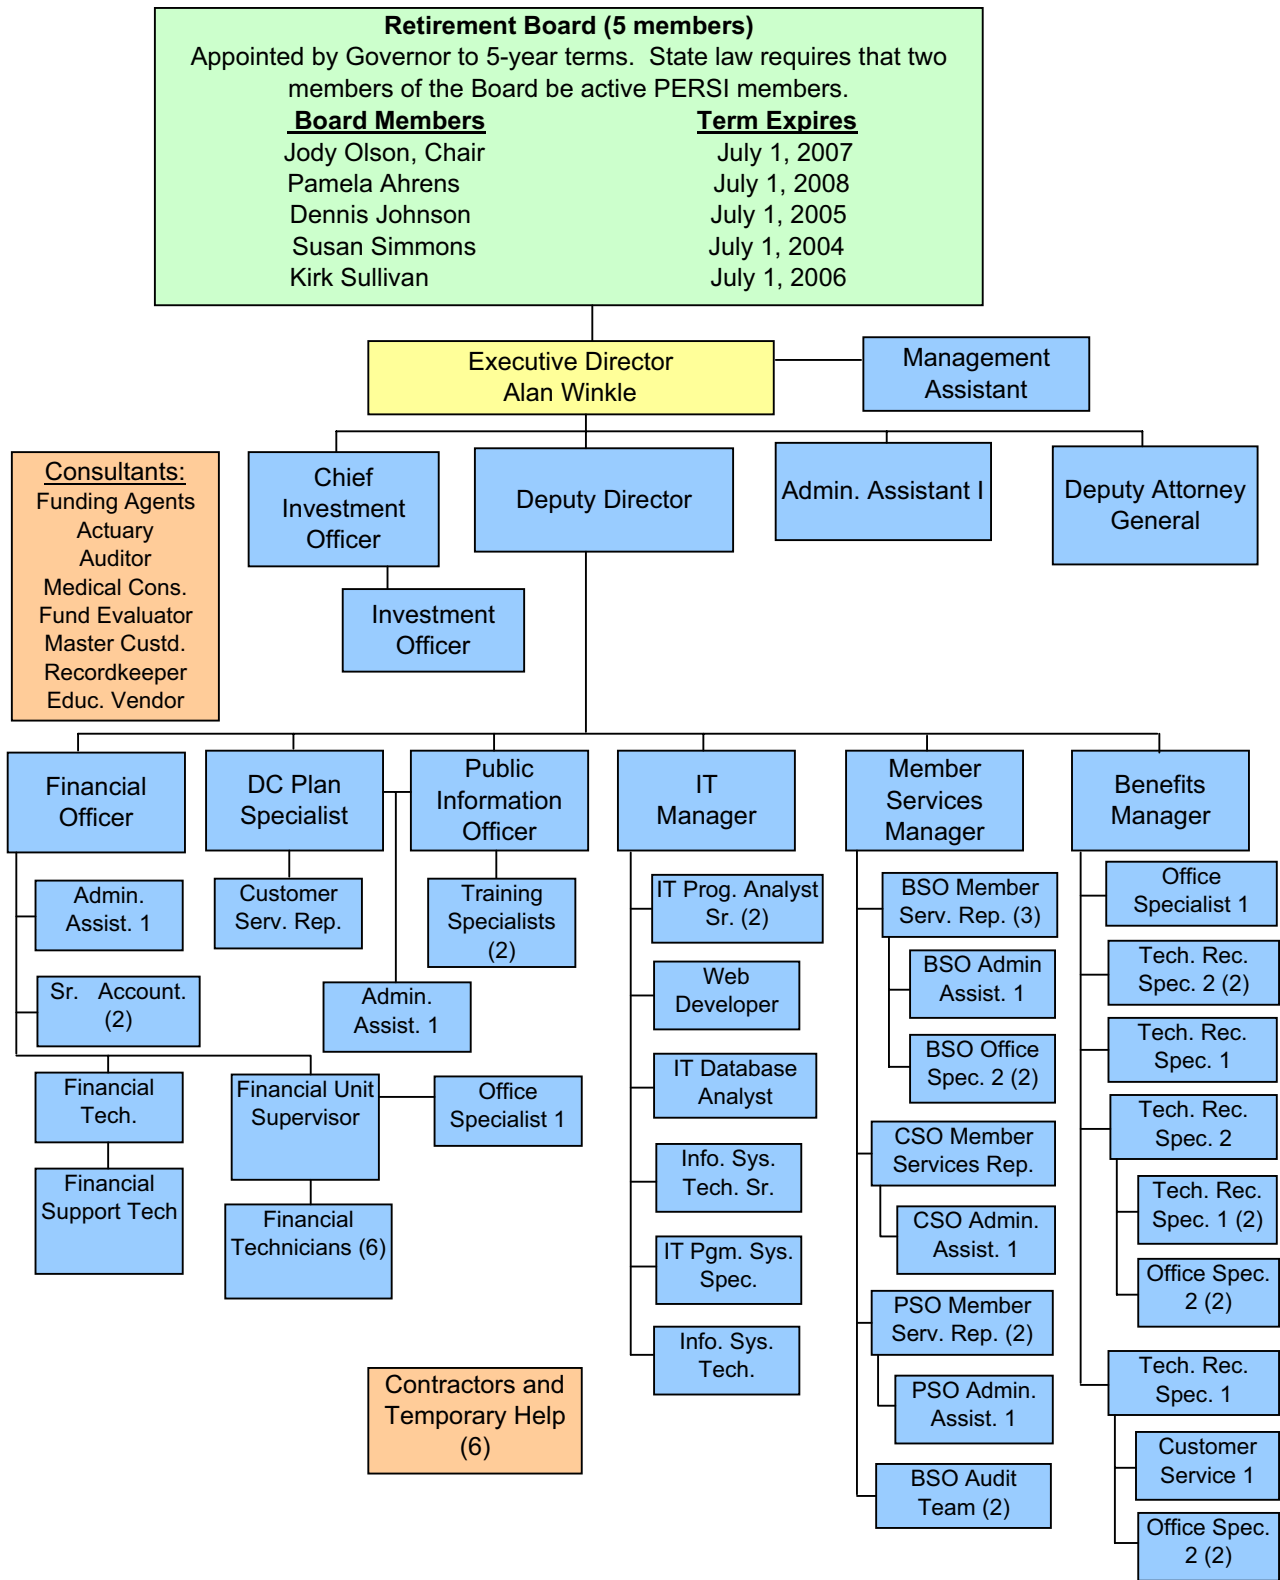 Retirement Board (5 members)
Appointed by Governor to 5-year terms.  State law requires that two
members of the Board be active PERSI members.
Board Members Term Expires
Jody Olson, Chair July 1, 2007
Pamela Ahrens July 1, 2008
Dennis Johnson July 1, 2005
Susan Simmons July 1, 2004
Kirk Sullivan July 1, 2006
Executive Director
Alan Winkle
Management
Assistant
Consultants:
Funding Agents
Actuary
Auditor
Medical Cons.
Fund Evaluator
Master Custd.
Recordkeeper
Educ. Vendor
Chief
Investment
Officer
Deputy Director
Admin. Assistant I
Deputy Attorney
General
Investment
Officer
Financial
Officer
DC Plan
Specialist
Public
Information
Officer
IT
Manager
Member
Services
Manager
Benefits
Manager
Admin.
Assist. 1
Sr.  Account.
(2)
Financial
Tech.
Financial
Support Tech
Financial Unit
Supervisor
Office
Specialist 1
Financial
Technicians (6)
Customer
Serv. Rep.
Admin.
Assist. 1
Training
Specialists
(2)
IT Prog. Analyst
Sr. (2)
Web
Developer
IT Database
Analyst
Info. Sys.
Tech. Sr.
IT Pgm. Sys.
Spec.
Info. Sys.
Tech.
BSO Member
Serv. Rep. (3)
BSO Admin
Assist. 1
BSO Office
Spec. 2 (2)
CSO Member
Services Rep.
CSO Admin.
Assist. 1
PSO Member
Serv. Rep. (2)
PSO Admin.
Assist. 1
BSO Audit
Team (2)
Office
Specialist 1
Tech. Rec.
Spec. 2 (2)
Tech. Rec.
Spec. 1
Tech. Rec.
Spec. 2
Tech. Rec.
Spec. 1 (2)
Office Spec.
2 (2)
Tech. Rec.
Spec. 1
Customer
Service 1
Office Spec.
2 (2)
Contractors and
Temporary Help
(6)